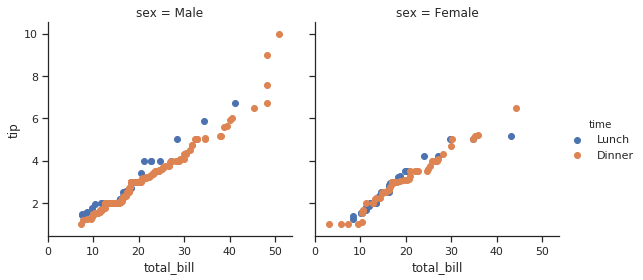 sex = Male
sex = Female
10
8
6
4
2
tip
0
10
20
30
40
50
total_bill
0
10
20
30
40
50
total_bill
time
Lunch
Dinner